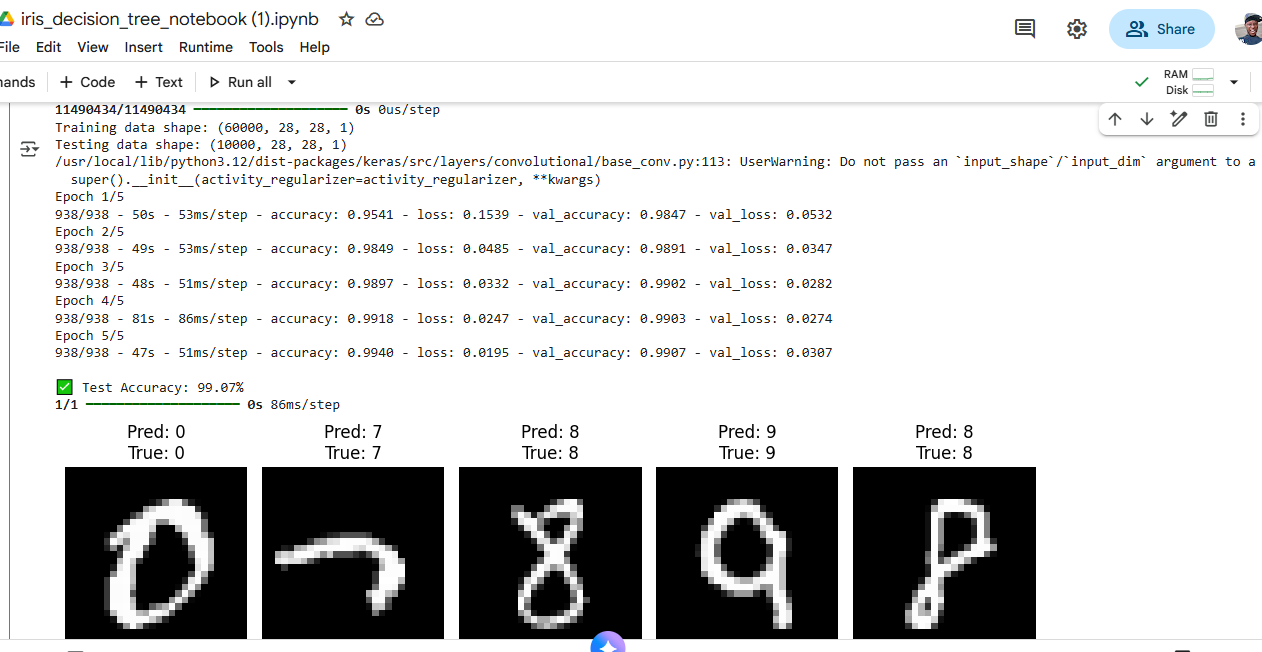 iris_decision_tree_notebook (1).ipynb
Share
File Edit View Insert Runtime Tools Help
+ Code + Text Run all
RAM
Disk
11490434/11490434 0s 0us/step
Training data shape: (60000, 28, 28, 1)
Testing data shape: (10000, 28, 28, 1)
/usr/local/lib/python3.12/dist-packages/keras/src/layers/convolutional/base_conv.py:113: UserWarning: Do not pass an `input_shape`/`input_dim` argument to a
super().__init__(activity_regularizer=activity_regularizer, **kwargs)
Epoch 1/5
938/938 - 50s - 53ms/step - accuracy: 0.9541 - loss: 0.1539 - val_accuracy: 0.9847 - val_loss: 0.0532
Epoch 2/5
938/938 - 49s - 53ms/step - accuracy: 0.9849 - loss: 0.0485 - val_accuracy: 0.9891 - val_loss: 0.0347
Epoch 3/5
938/938 - 48s - 51ms/step - accuracy: 0.9897 - loss: 0.0332 - val_accuracy: 0.9902 - val_loss: 0.0282
Epoch 4/5
938/938 - 81s - 86ms/step - accuracy: 0.9918 - loss: 0.0247 - val_accuracy: 0.9903 - val_loss: 0.0274
Epoch 5/5
938/938 - 47s - 51ms/step - accuracy: 0.9940 - loss: 0.0195 - val_accuracy: 0.9907 - val_loss: 0.0307
✅ Test Accuracy: 99.07%
1/1 0s 86ms/step
Pred: 0 Pred: 7 Pred: 8 Pred: 9 Pred: 8
True: 0 True: 7 True: 8 True: 9 True: 8
0 7 8 9 8